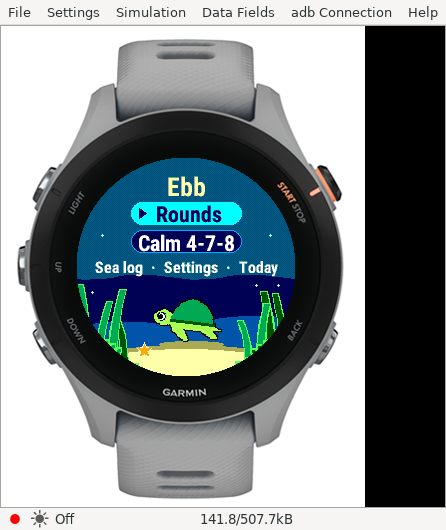 File Settings Simulation Data Fields adb Connection Help
LIGHT
START STOP
UP
DOWN
BACK
Ebb
Rounds
Calm 4-7-8
Sea log · Settings · Today
GARMIN
Off 141.8/507.7kB